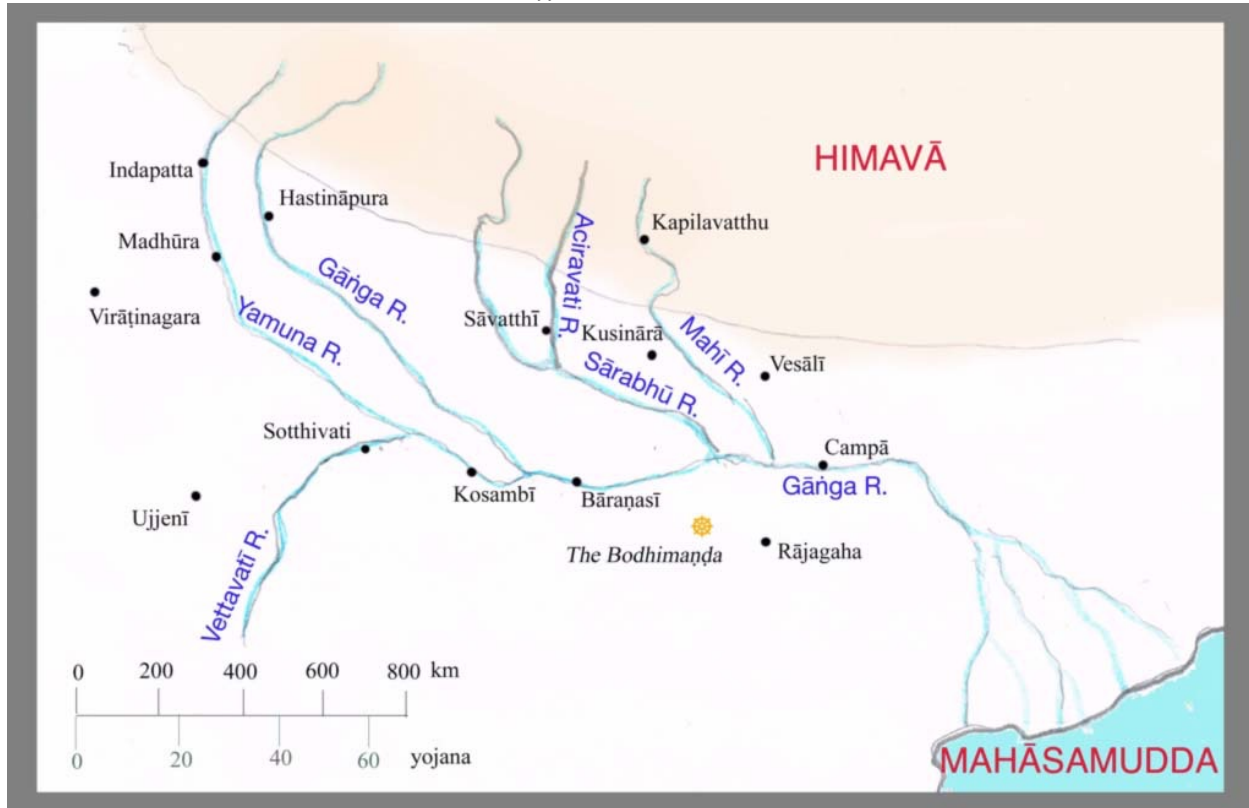 HIMAVĀ
Indapatta
Hastināpura
Kapilavatthu
Madhūra
Aciravati R.
Gāṅga R.
Virāṭinagara
Yamuna R.
Sāvatthī
Kusinārā
Mahī R.
Vesālī
Sārabhū R.
Sotthivati
Campā
Kosambī
Bāraṇasī
Gāṅga R.
Ujjenī
The Bodhimaṇḍa
Rājagaha
Vettavatī R.
0 200 400 600 800 km
0 20 40 60 yojana
MAHĀSAMUDDA